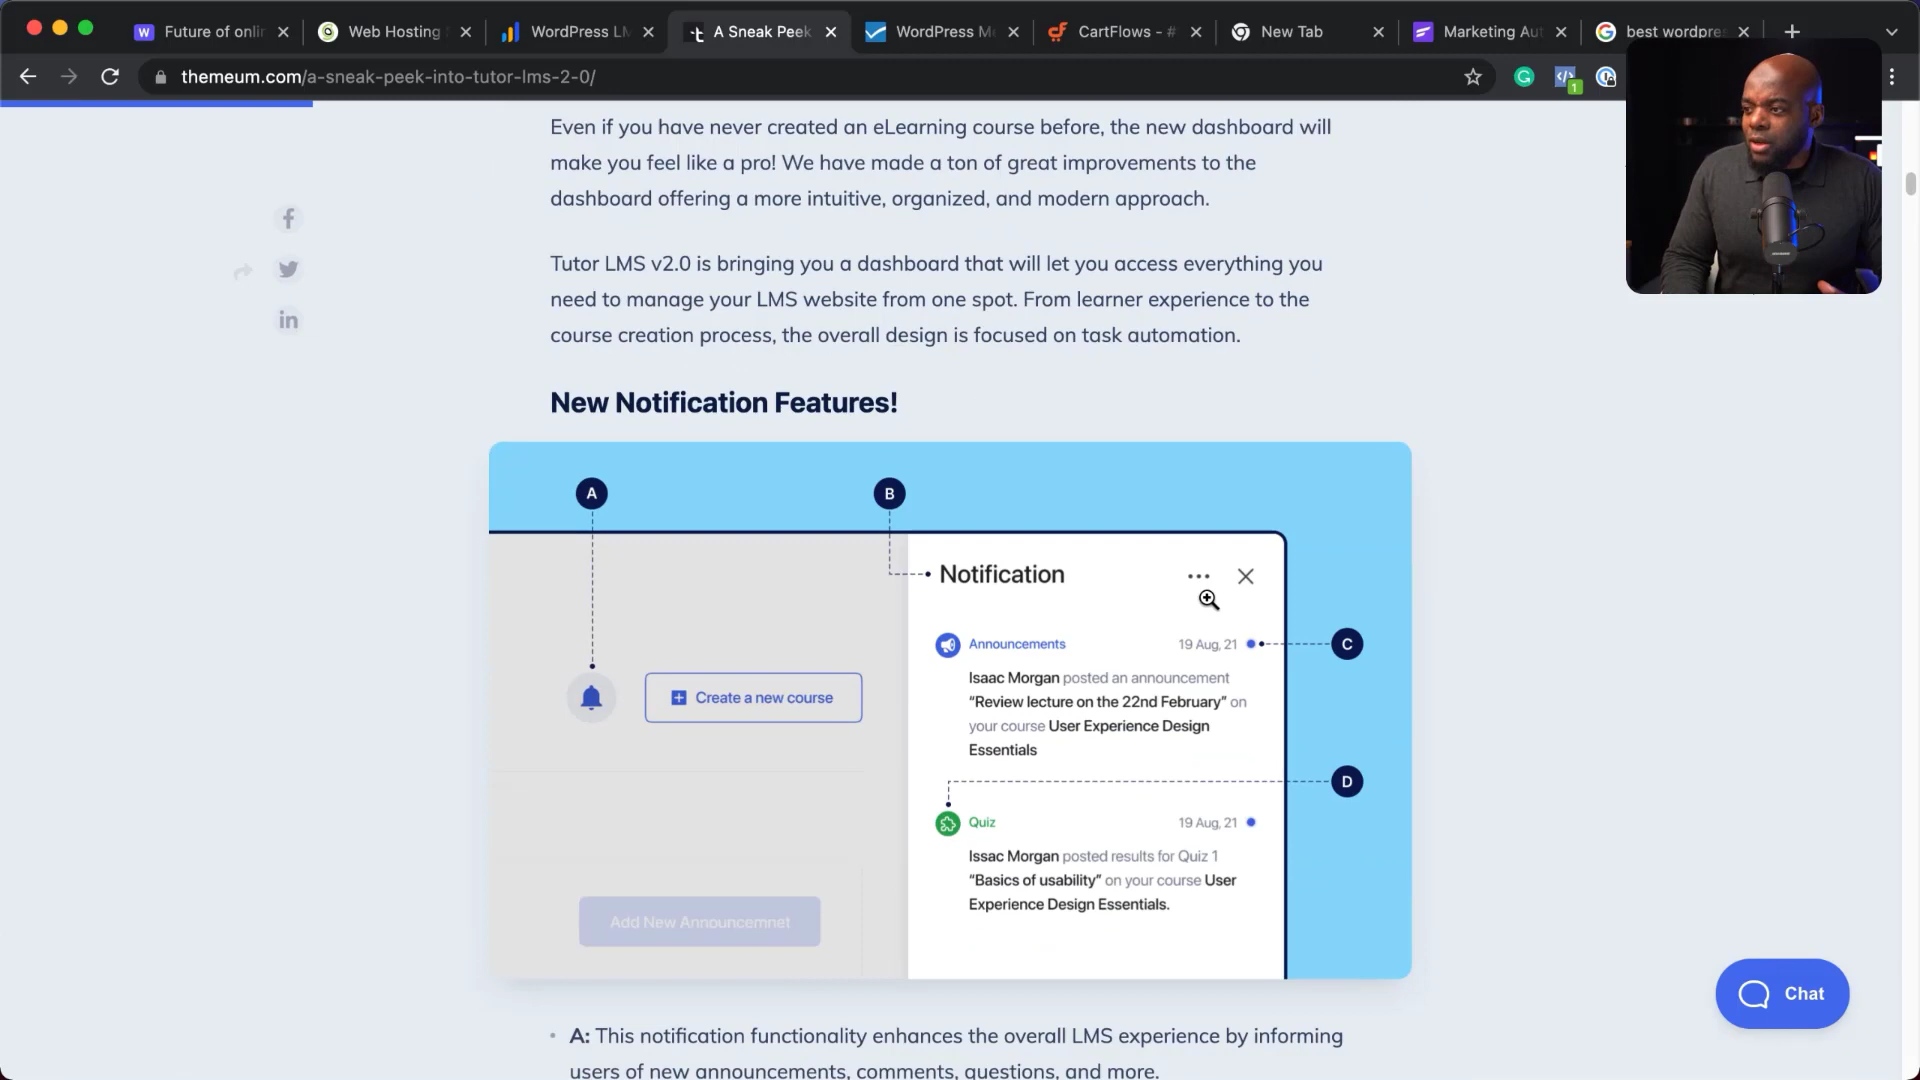 Future of onlin
Web Hosting
WordPress LM
A Sneak Peek
WordPress Me
CartFlows - #
New Tab
Marketing Aut
best wordpres
themeum.com/a-sneak-peek-into-tutor-lms-2-0/
1
Even if you have never created an eLearning course before, the new dashboard will
make you feel like a pro! We have made a ton of great improvements to the
dashboard offering a more intuitive, organized, and modern approach.
Tutor LMS v2.0 is bringing you a dashboard that will let you access everything you
need to manage your LMS website from one spot. From learner experience to the
course creation process, the overall design is focused on task automation.
New Notification Features!
A
B
Notification
Announcements
19 Aug, 21
C
Isaac Morgan posted an announcement
“Review lecture on the 22nd February” on
your course User Experience Design
Essentials
Create a new course
D
Quiz
19 Aug, 21
Issac Morgan posted results for Quiz 1
“Basics of usability” on your course User
Experience Design Essentials.
Add New Announcemnet
Chat
• A: This notification functionality enhances the overall LMS experience by informing
users of new announcements, comments, questions, and more.